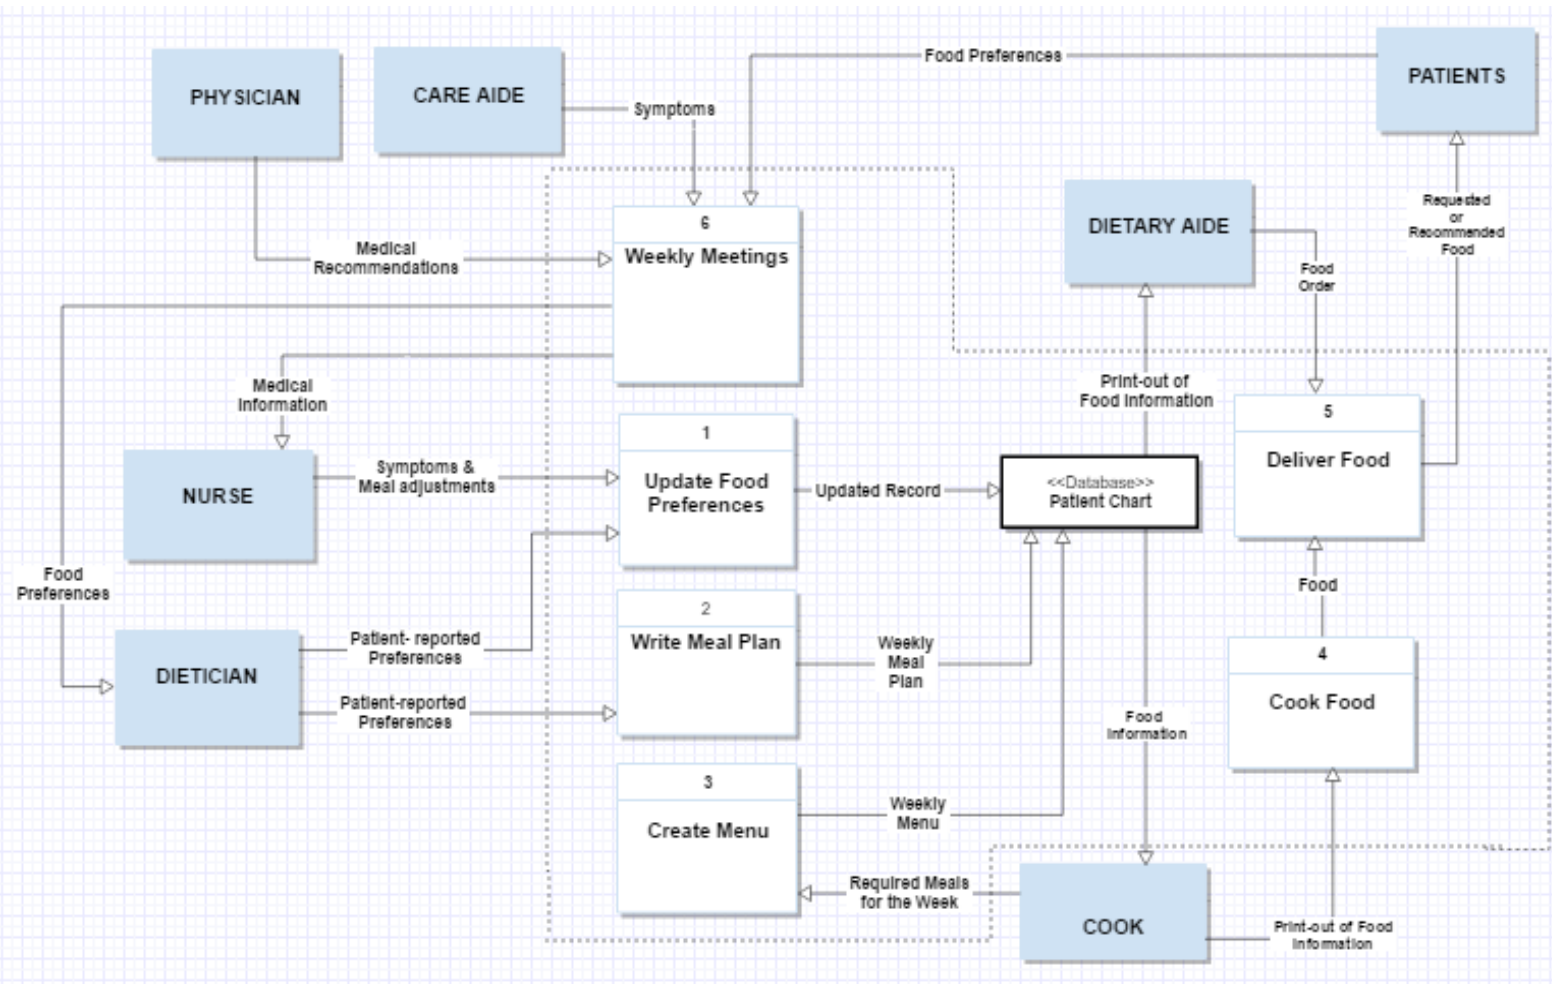 PHYSICIAN
CARE AIDE
Symptoms
Food Preferences
PATIENTS
Medical
Recommendations
6
Weekly Meetings
DIETARY AIDE
Food
Order
Requested
or
Recommended
Food
Medical
Information
Print-out of
Food Information
NURSE
Symptoms &
Meal adjustments
1
Update Food
Preferences
Updated Record
<<Database>>
Patient Chart
5
Deliver Food
Food
Preferences
Food
DIETICIAN
Patient- reported
Preferences
Patient-reported
Preferences
2
Write Meal Plan
Weekly
Meal
Plan
4
Cook Food
Food
Information
3
Create Menu
Weekly
Menu
Required Meals
for the Week
COOK
Print-out of Food
Information